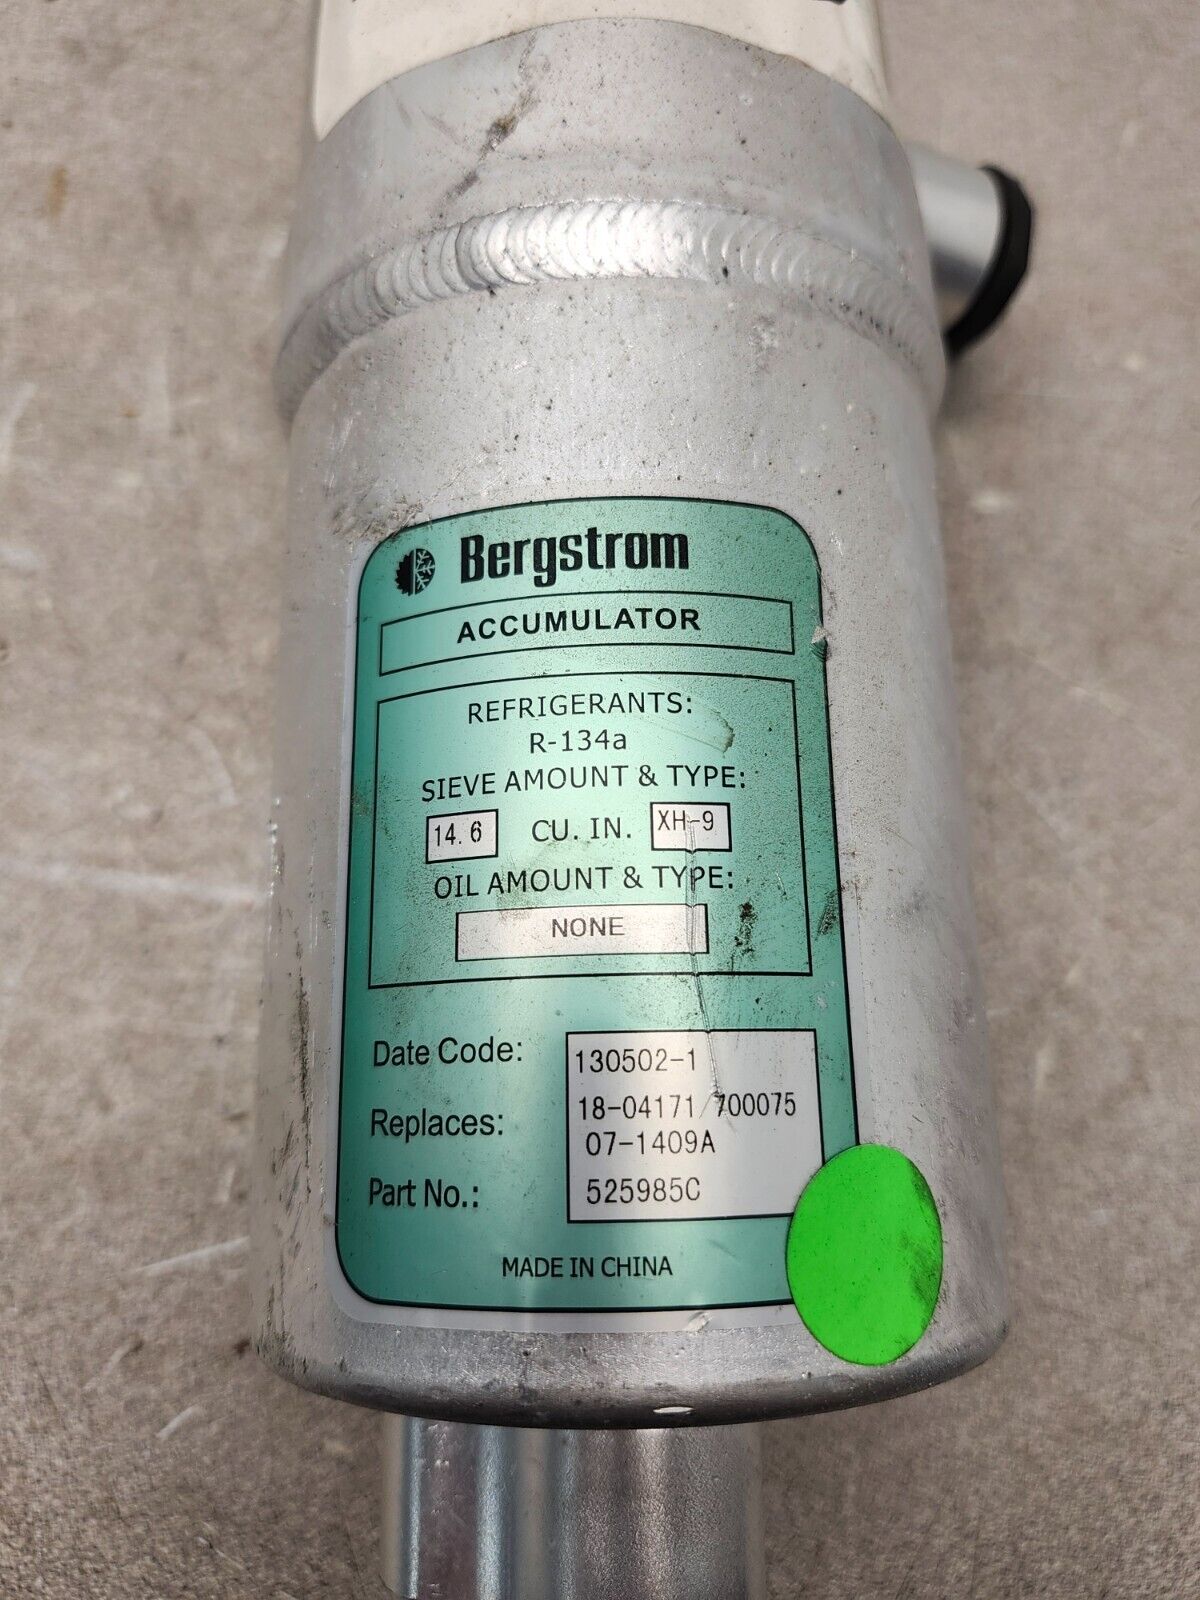 Bergstrom
ACCUMULATOR
REFRIGERANTS:
R-134a
SIEVE AMOUNT & TYPE:
14.6 CU. IN. XH-9
OIL AMOUNT & TYPE:
NONE
Date Code: 130502-1
Replaces: 18-04171/700075
07-1409A
Part No.: 525985C
MADE IN CHINA